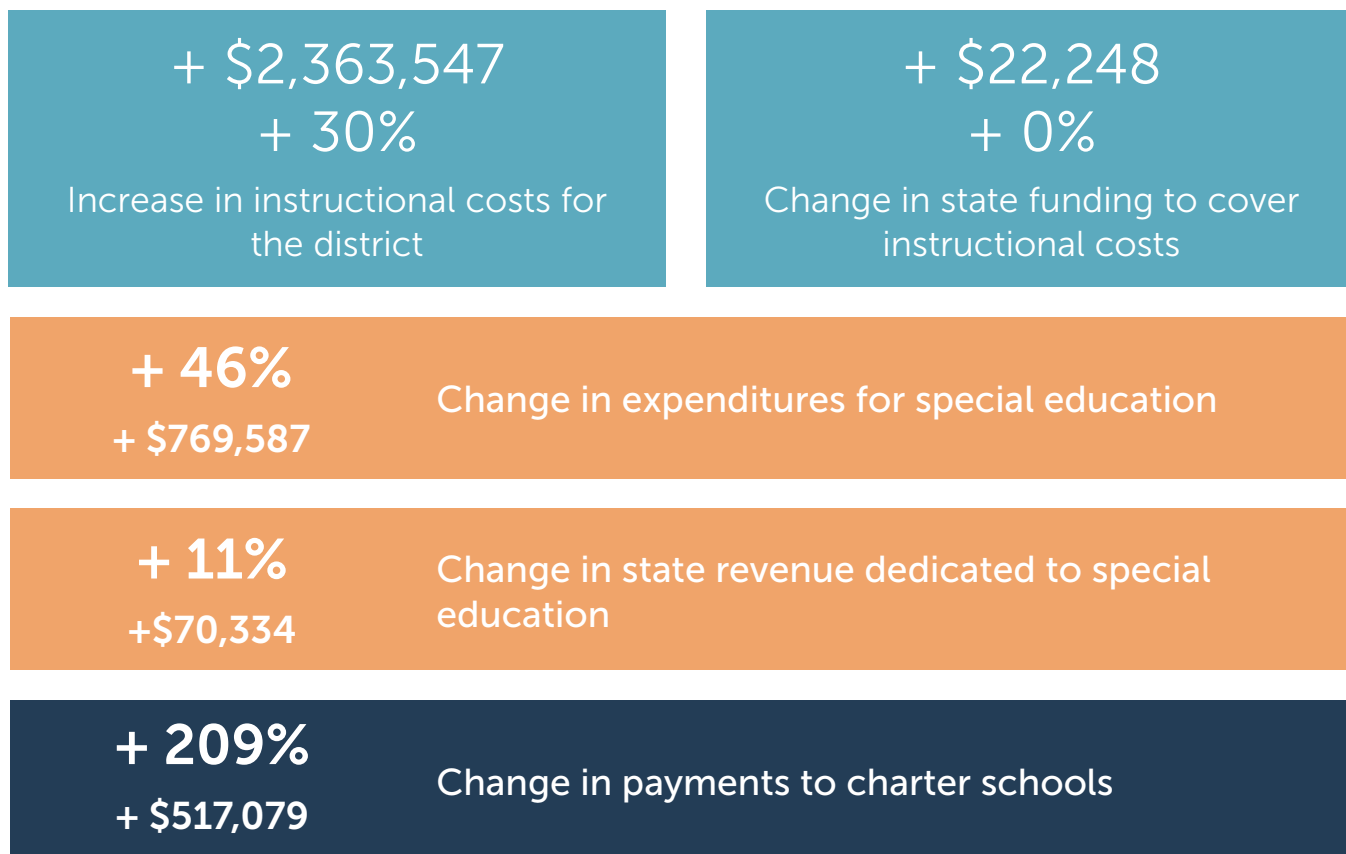 + $2,363,547
+ 30%
Increase in instructional costs for
the district
+ $22,248
+ 0%
Change in state funding to cover
instructional costs
+ 46%
+ $769,587
Change in expenditures for special education
+ 11%
+$70,334
Change in state revenue dedicated to special
education
+ 209%
+ $517,079
Change in payments to charter schools